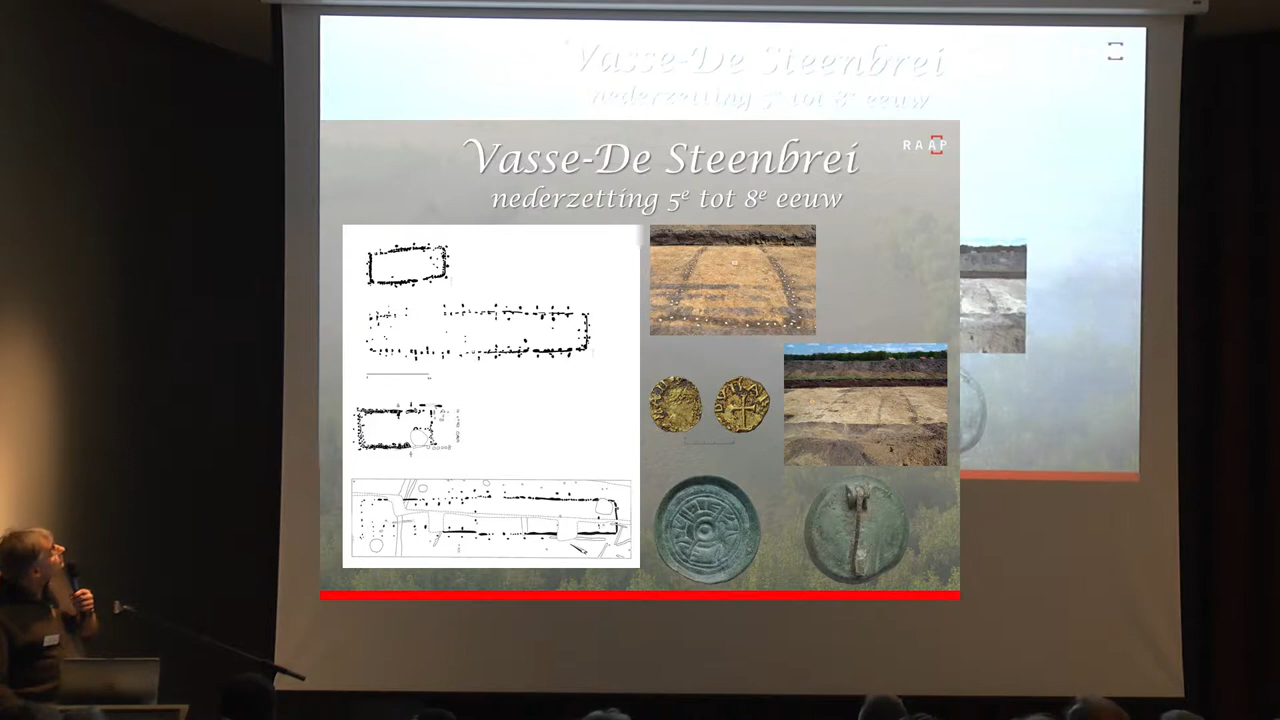 Vasse-De Steenbrei
nederzetting 5ᵉ tot 8ᵉ eeuw
Vasse-De Steenbrei
RAAP
nederzetting 5ᵉ tot 8ᵉ eeuw